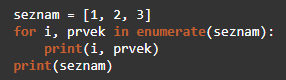 seznam = [1, 2, 3]
for i, prvek in enumerate(seznam):
    print(i, prvek)
print(seznam)